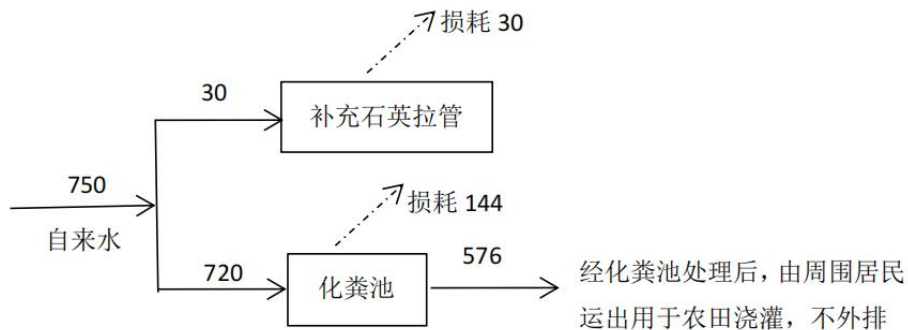 损耗 30
30
补充石英拉管
750
自来水
损耗 144
720
化粪池
576
经化粪池处理后，由周围居民
运出用于农田浇灌，不外排